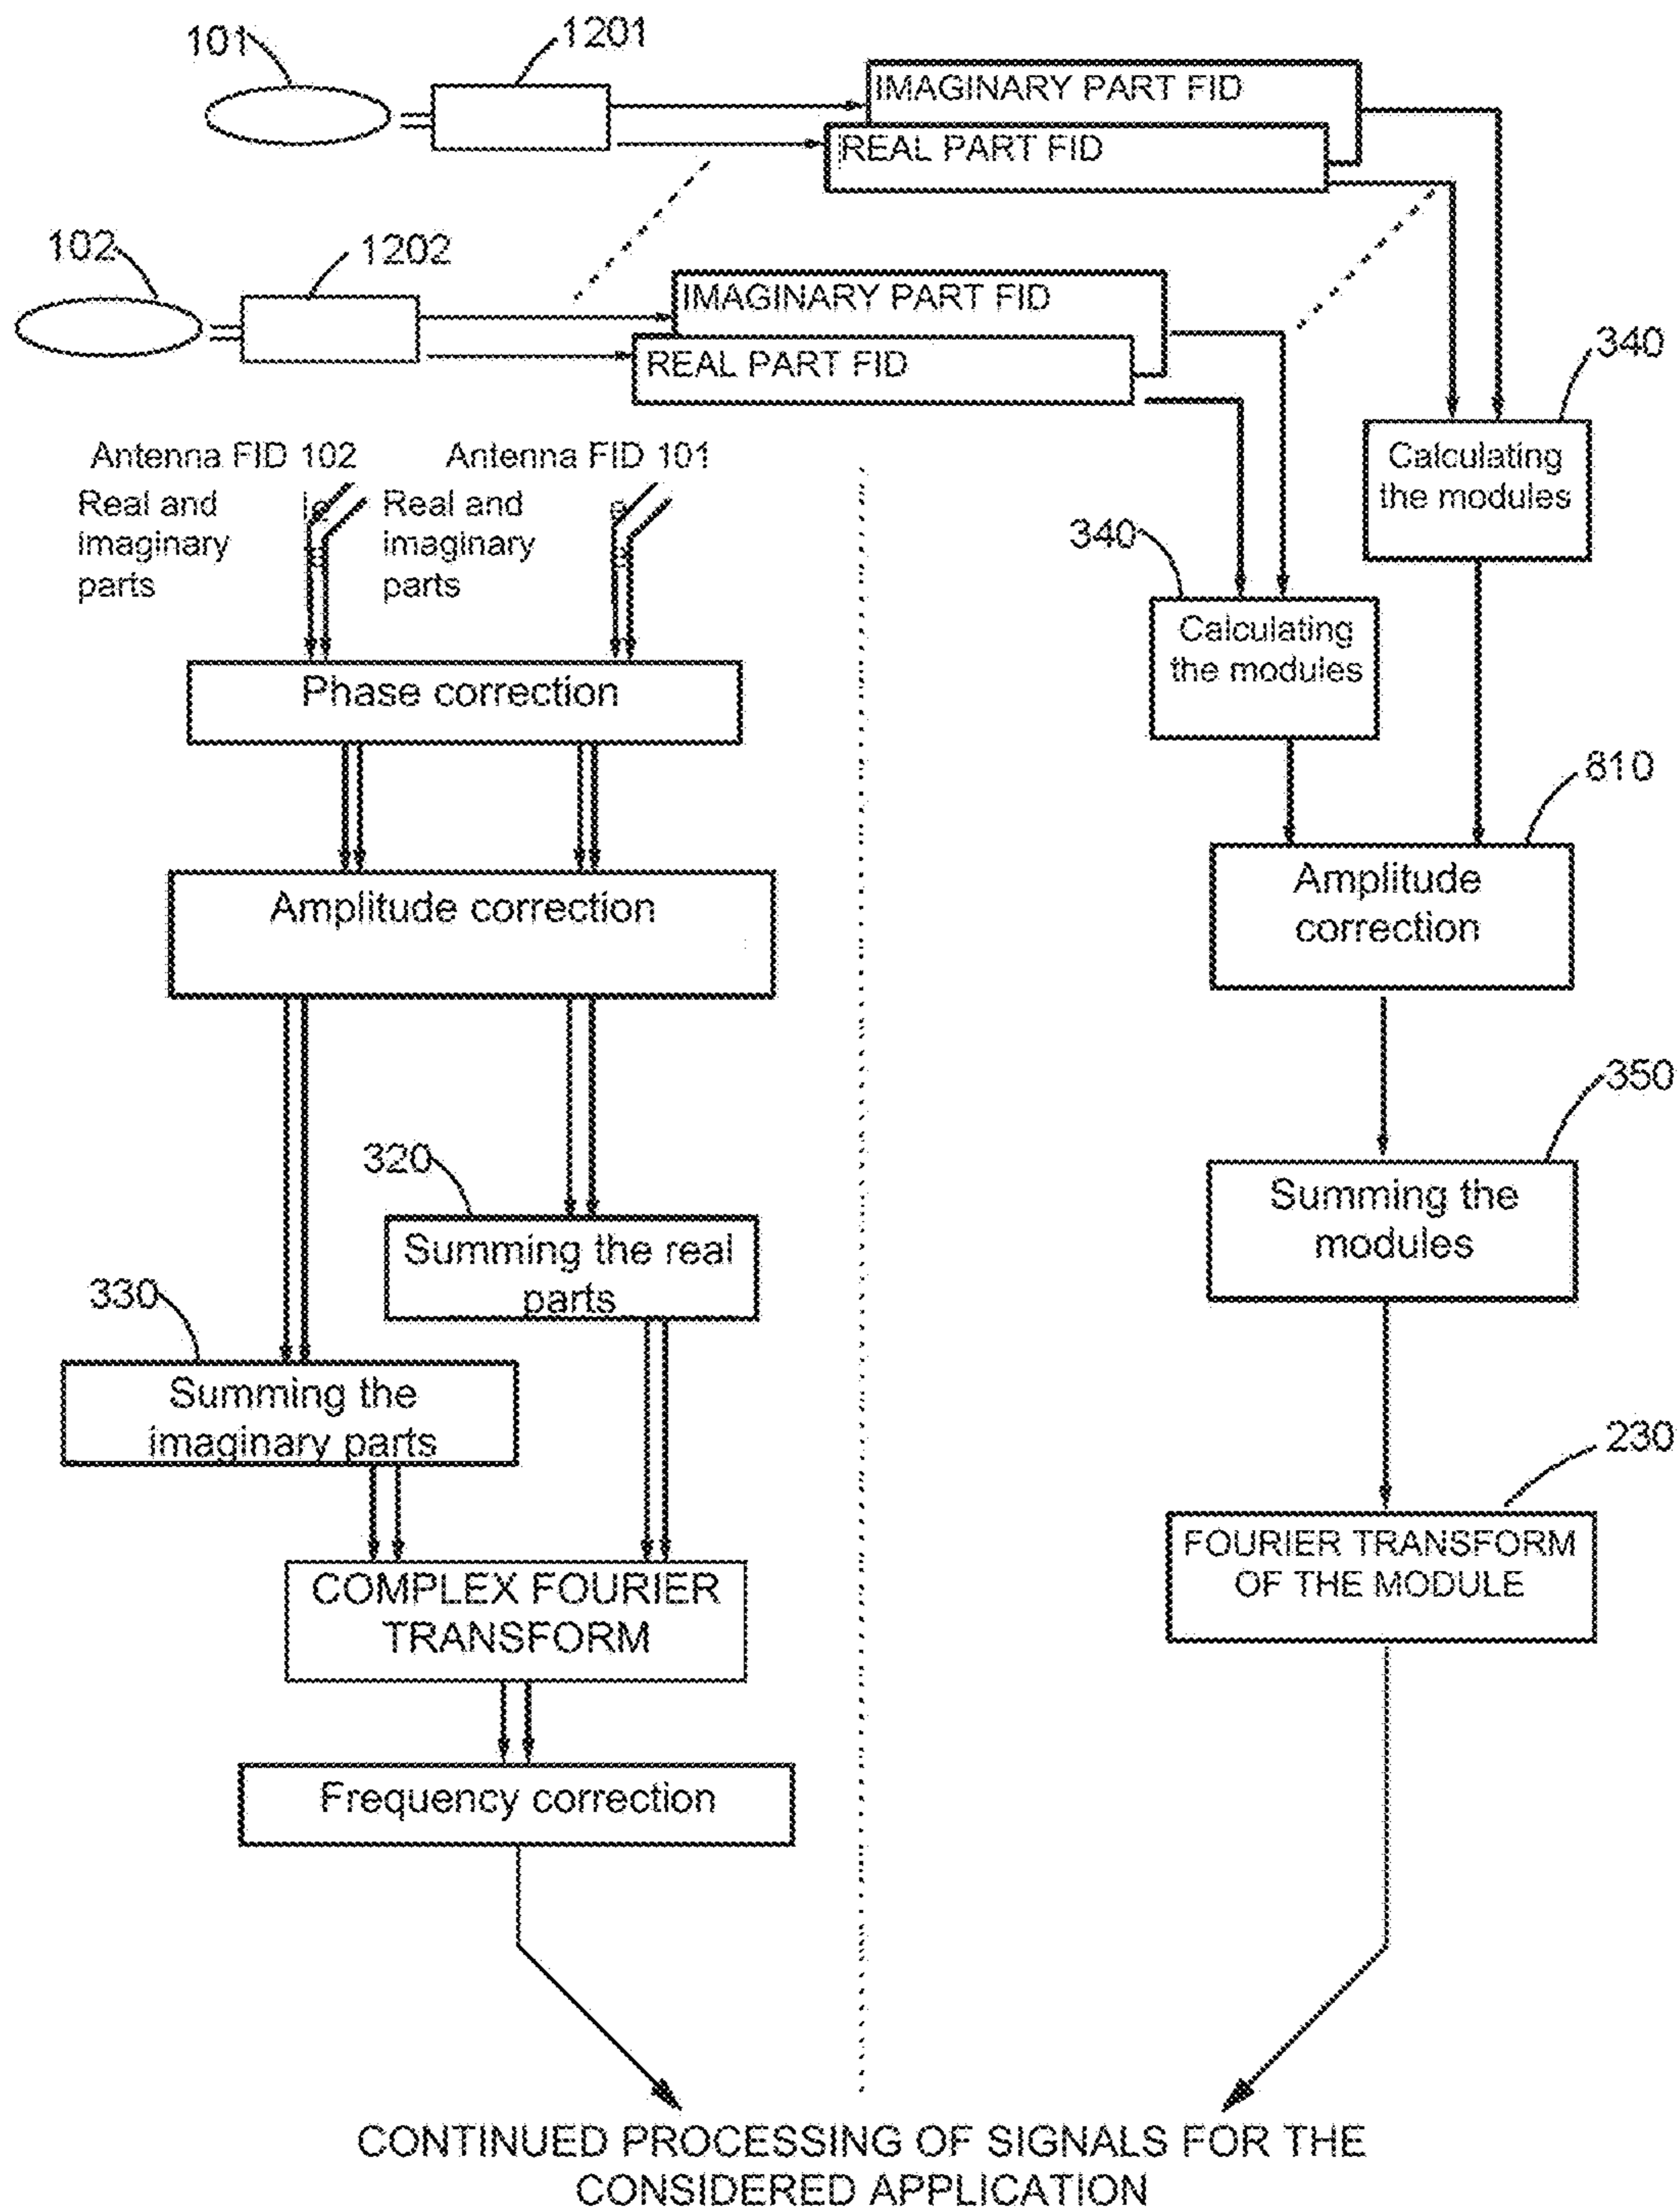 101
1201
IMAGINARY PART FID
REAL PART FID
102
1202
IMAGINARY PART FID
REAL PART FID
340
Calculating
the modules
Antenna FID 102
Antenna FID 101
Real and
imaginary
parts
Real and
imaginary
parts
340
Calculating
the modules
Phase correction
810
Amplitude correction
Amplitude
correction
320
350
Summing the real
parts
Summing the
modules
330
Summing the
imaginary parts
230
FOURIER TRANSFORM
OF THE MODULE
COMPLEX FOURIER
TRANSFORM
Frequency correction
CONTINUED PROCESSING OF SIGNALS FOR THE
CONSIDERED APPLICATION